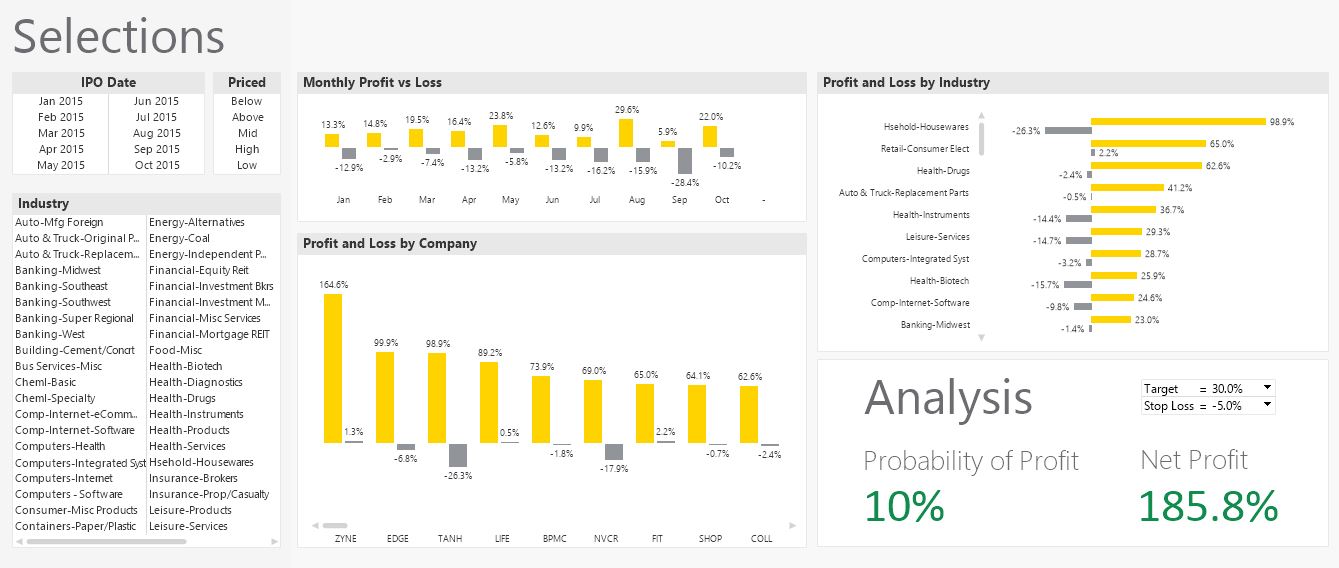 Selections
IPO Date
Jan 2015 Jun 2015
Feb 2015 Jul 2015
Mar 2015 Aug 2015
Apr 2015 Sep 2015
May 2015 Oct 2015
Priced
Below
Above
Mid
High
Low
Industry
Auto-Mfg Foreign Energy-Alternatives
Auto & Truck-Original P... Energy-Coal
Auto & Truck-Replacem... Energy-Independent P...
Banking-Midwest Financial-Equity Reit
Banking-Southeast Financial-Investment Bkrs
Banking-Southwest Financial-Investment M...
Banking-Super Regional Financial-Misc Services
Banking-West Financial-Mortgage REIT
Building-Cement/Concrt Food-Misc
Bus Services-Misc Health-Biotech
Cheml-Basic Health-Diagnostics
Cheml-Specialty Health-Drugs
Comp-Internet-eComm... Health-Instruments
Comp-Internet-Software Health-Products
Computers-Health Health-Services
Computers-Integrated Syst Hsehold-Housewares
Computers-Internet Insurance-Brokers
Computers - Software Insurance-Prop/Casualty
Consumer-Misc Products Leisure-Products
Containers-Paper/Plastic Leisure-Services
Monthly Profit vs Loss
13.3% 14.8% 19.5% 16.4% 23.8% 12.6% 9.9% 29.6% 5.9% 22.0%
-12.9% -2.9% -7.4% -13.2% -5.8% -13.2% -16.2% -15.9% -28.4% -10.2%
Jan Feb Mar Apr May Jun Jul Aug Sep Oct -
Profit and Loss by Company
164.6% 99.9% 98.9% 89.2% 73.9% 69.0% 65.0% 64.1% 62.6%
1.3% -6.8% -26.3% 0.5% -1.8% -17.9% 2.2% -0.7% -2.4%
ZYNE EDGE TANH LIFE BPMC NVCR FIT SHOP COLL
Profit and Loss by Industry
Hsehold-Housewares -26.3% 98.9%
Retail-Consumer Elect 2.2% 65.0%
Health-Drugs -2.4% 62.6%
Auto & Truck-Replacement Parts -0.5% 41.2%
Health-Instruments -14.4% 36.7%
Leisure-Services -14.7% 29.3%
Computers-Integrated Syst -3.2% 28.7%
Health-Biotech -15.7% 25.9%
Comp-Internet-Software -9.8% 24.6%
Banking-Midwest -1.4% 23.0%
Analysis
Target = 30.0%
Stop Loss = -5.0%
Probability of Profit Net Profit
10% 185.8%